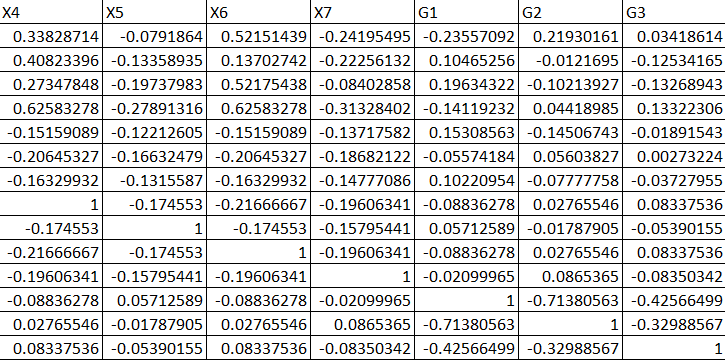 X4 X5 X6 X7 G1 G2 G3
0.33828714 -0.0791864 0.52151439 -0.24195495 -0.23557092 0.21930161 0.03418614
0.40823396 -0.13358935 0.13702742 -0.22256132 0.10465256 -0.0121695 -0.12534165
0.27347848 -0.19737983 0.52175438 -0.08402858 0.19634322 -0.10213927 -0.13268943
0.62583278 -0.27891316 0.62583278 -0.31328402 -0.14119232 0.04418985 0.13322306
-0.15159089 -0.12212605 -0.15159089 -0.13717582 0.15308563 -0.14506743 -0.01891543
-0.20645327 -0.16632479 -0.20645327 -0.18682122 -0.05574184 0.05603827 0.00273224
-0.16329932 -0.1315587 -0.16329932 -0.14777086 0.10220954 -0.07777758 -0.03727955
1 -0.174553 -0.21666667 -0.19606341 -0.08836278 0.02765546 0.08337536
-0.174553 1 -0.174553 -0.15795441 0.05712589 -0.01787905 -0.05390155
-0.21666667 -0.174553 1 -0.19606341 -0.08836278 0.02765546 0.08337536
-0.19606341 -0.15795441 -0.19606341 1 -0.02099965 0.0865365 -0.08350342
-0.08836278 0.05712589 -0.08836278 -0.02099965 1 -0.71380563 -0.42566499
0.02765546 -0.01787905 0.02765546 0.0865365 -0.71380563 1 -0.32988567
0.08337536 -0.05390155 0.08337536 -0.08350342 -0.42566499 -0.32988567 1